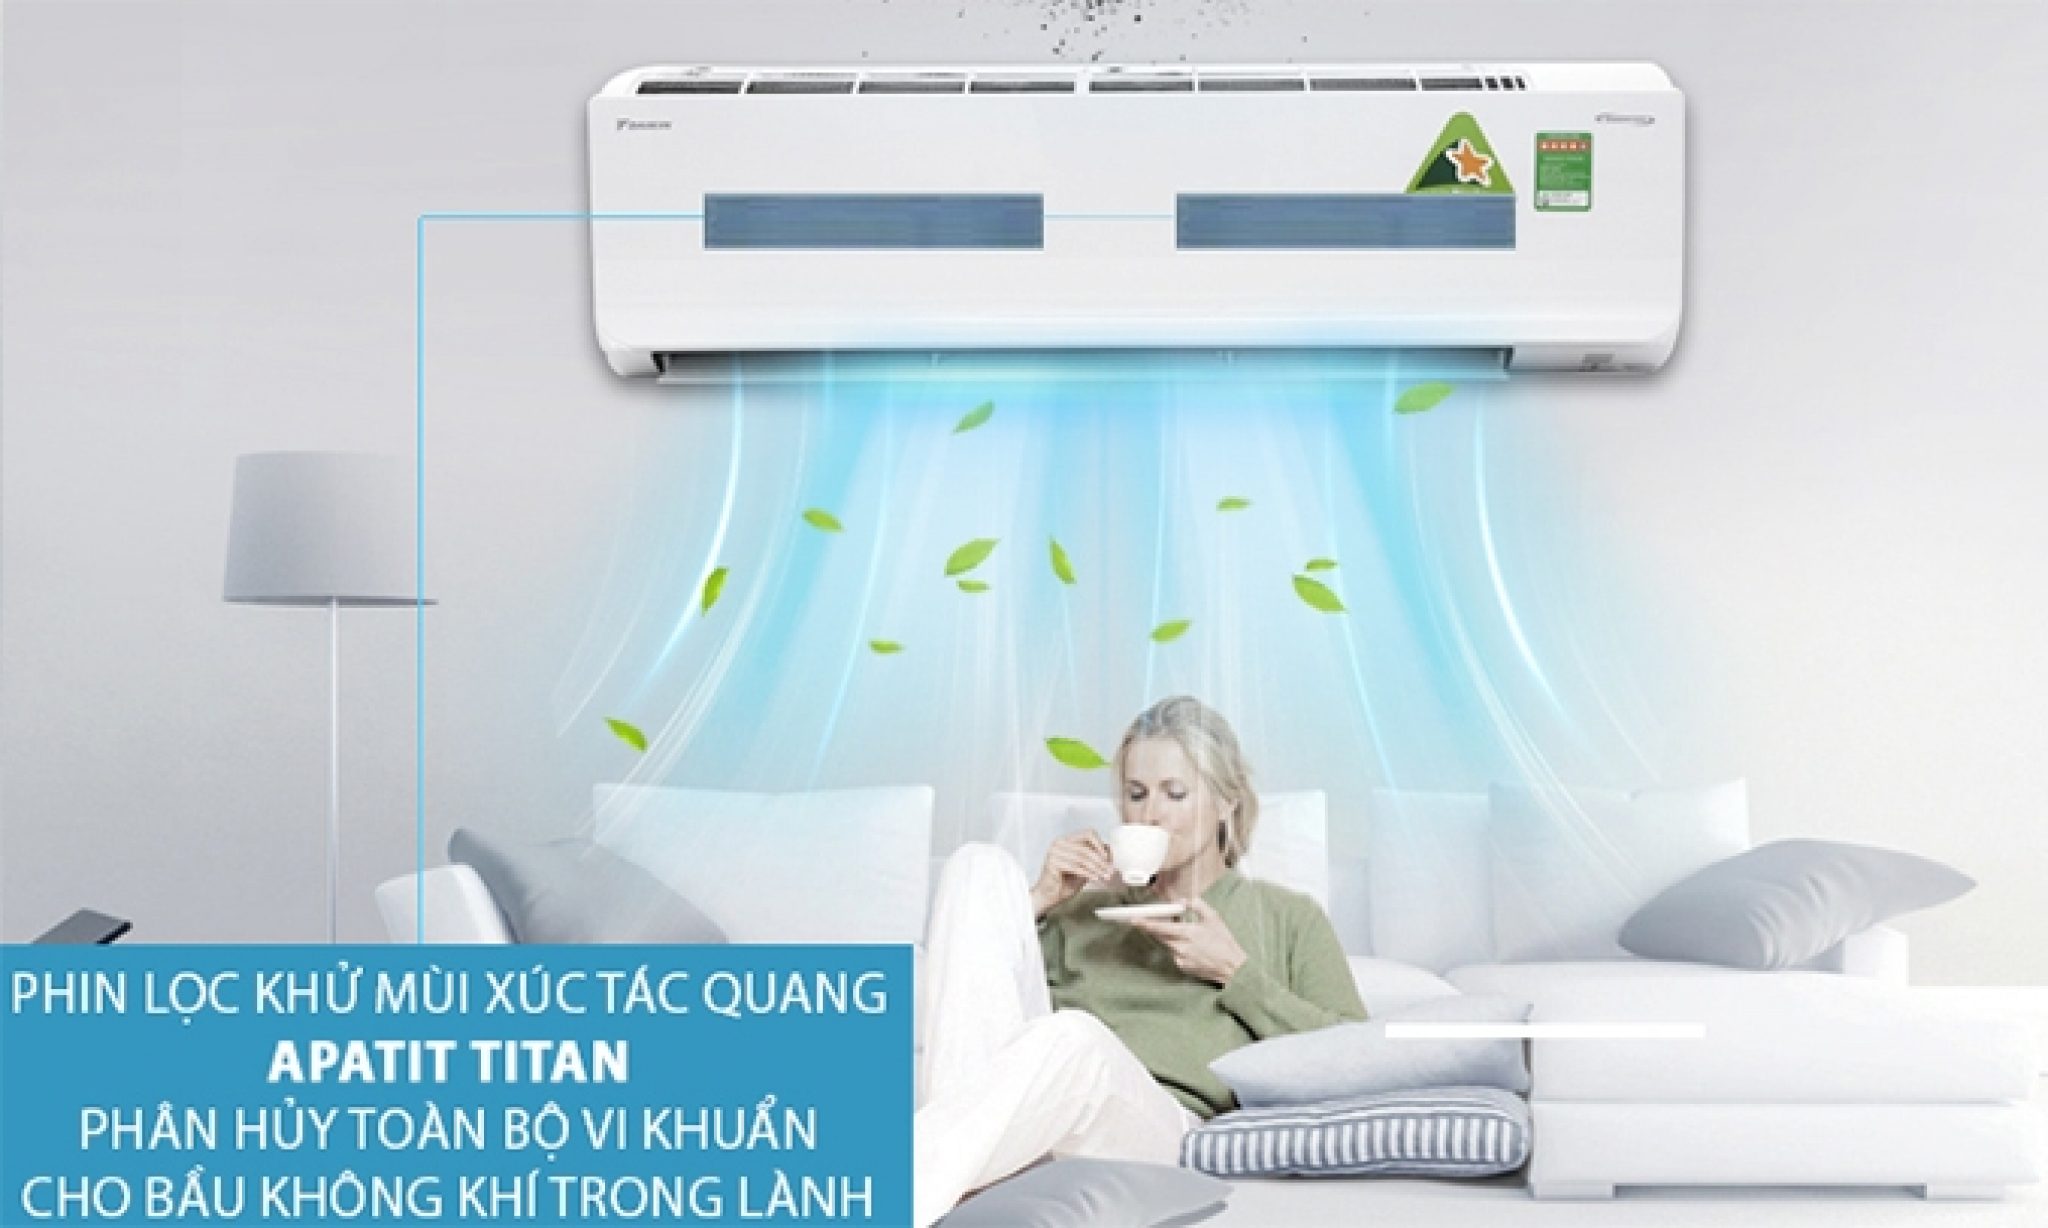 DAIKIN
PHIN LỌC KHỬ MÙI XÚC TÁC QUANG
APATIT TITAN
PHÂN HỦY TOÀN BỘ VI KHUẨN
CHO BẦU KHÔNG KHÍ TRONG LÀNH